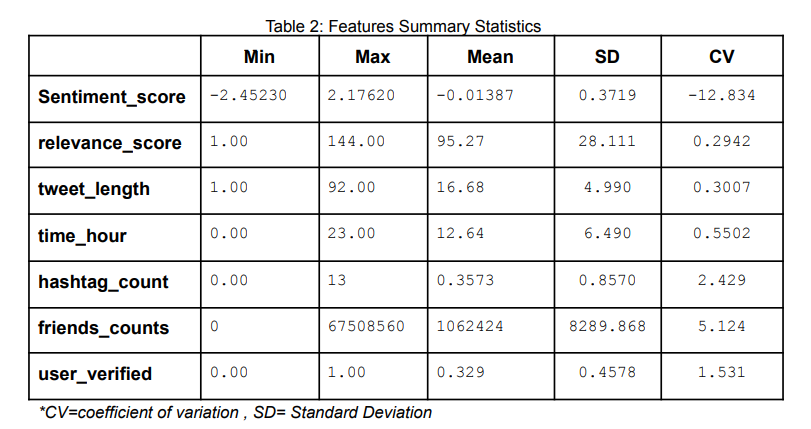 Table 2: Features Summary Statistics
Min Max Mean SD CV
Sentiment_score -2.45230 2.17620 -0.01387 0.3719 -12.834
relevance_score 1.00 144.00 95.27 28.111 0.2942
tweet_length 1.00 92.00 16.68 4.990 0.3007
time_hour 0.00 23.00 12.64 6.490 0.5502
hashtag_count 0.00 13 0.3573 0.8570 2.429
friends_counts 0 67508560 1062424 8289.868 5.124
user_verified 0.00 1.00 0.329 0.4578 1.531
*CV=coefficient of variation , SD= Standard Deviation